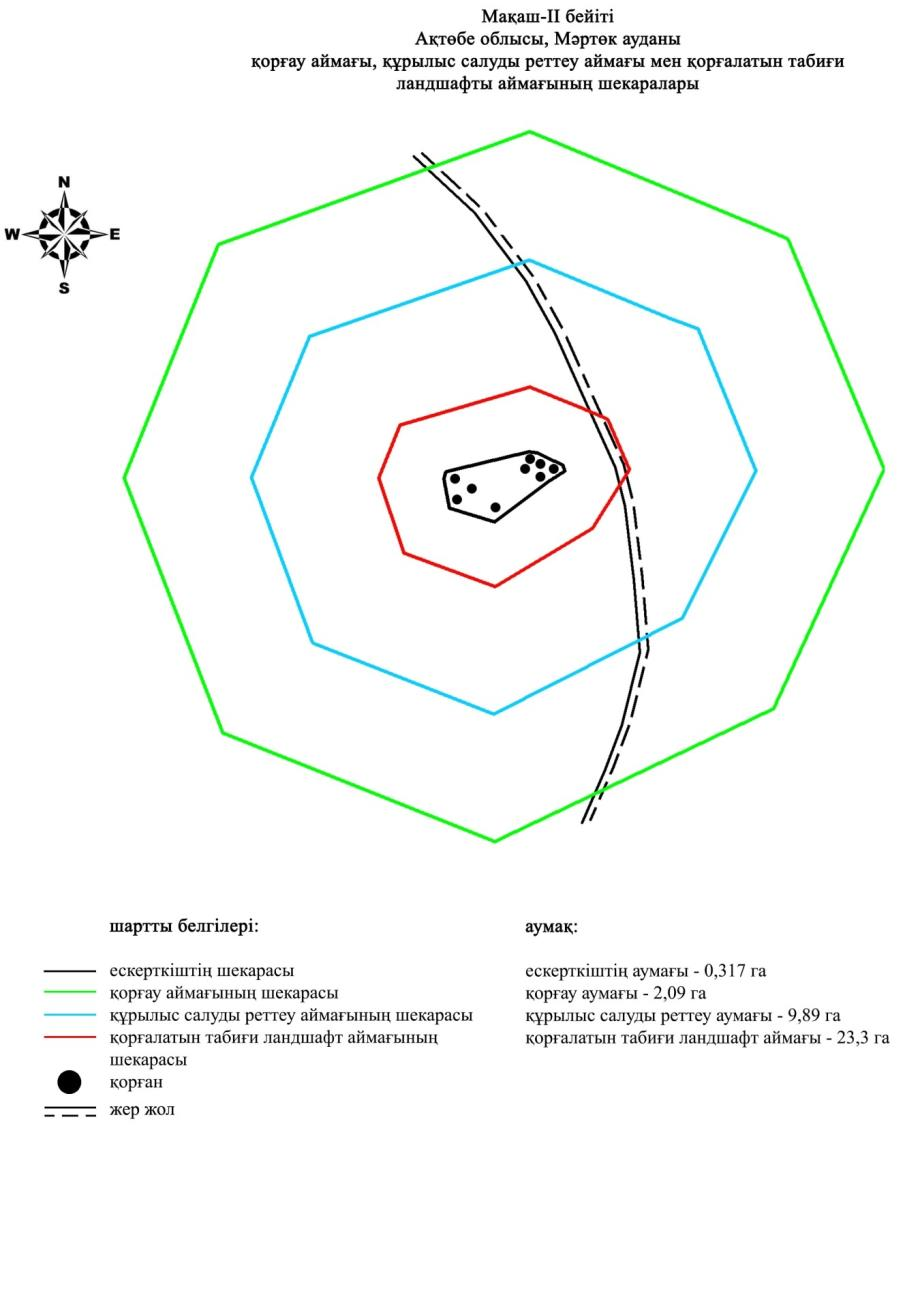 Мақаш-II бейіті
Ақтөбе облысы, Мәртөк ауданы
қорғау аймағы, құрылыс салуды реттеу аймағы мен қорғалатын табиғи
ландшафты аймағының шекаралары
N
W E
S
шартты белгілері:
ескерткіштің шекарасы
қорғау аймағының шекарасы
құрылыс салуды реттеу аймағының шекарасы
қорғалатын табиғи ландшафт аймағының
шекарасы
қорған
жер жол
аумақ:
ескерткіштің аумағы - 0,317 га
қорғау аумағы - 2,09 га
құрылыс салуды реттеу аумағы - 9,89 га
қорғалатын табиғи ландшафт аймағы - 23,3 га